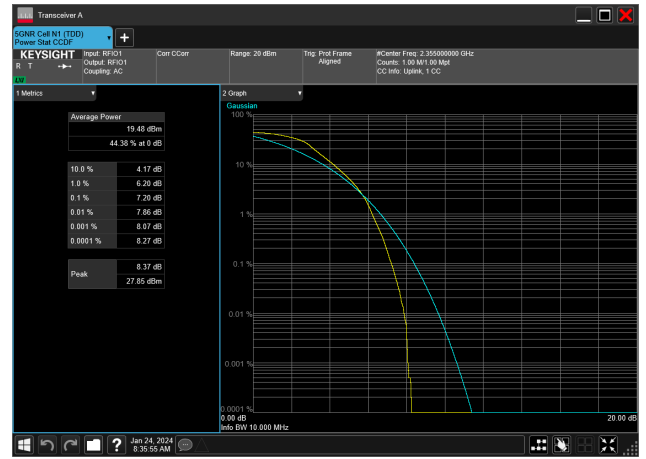 Transceiver A
5GNR Cell N1 (TDD)
Power Stat CCDF
KEYSIGHT
R T
LXI
Input: RFIO1
Output: RFIO1
Coupling: AC
Corr CCorr
Range: 20 dBm
Trig: Prot Frame
Aligned
#Center Freq: 2.355000000 GHz
Counts: 1.00 M/1.00 Mpt
CC Info: Uplink, 1 CC
1 Metrics
Average Power
19.48 dBm
44.38 % at 0 dB
10.0 % 4.17 dB
1.0 % 6.20 dB
0.1 % 7.20 dB
0.01 % 7.86 dB
0.001 % 8.07 dB
0.0001 % 8.27 dB
Peak
8.37 dB
27.85 dBm
2 Graph
Gaussian
100 %
10 %
1 %
0.1 %
0.01 %
0.001 %
0.0001 %
0.00 dB 20.00 dB
Info BW 10.000 MHz
Jan 24, 2024
8:35:55 AM